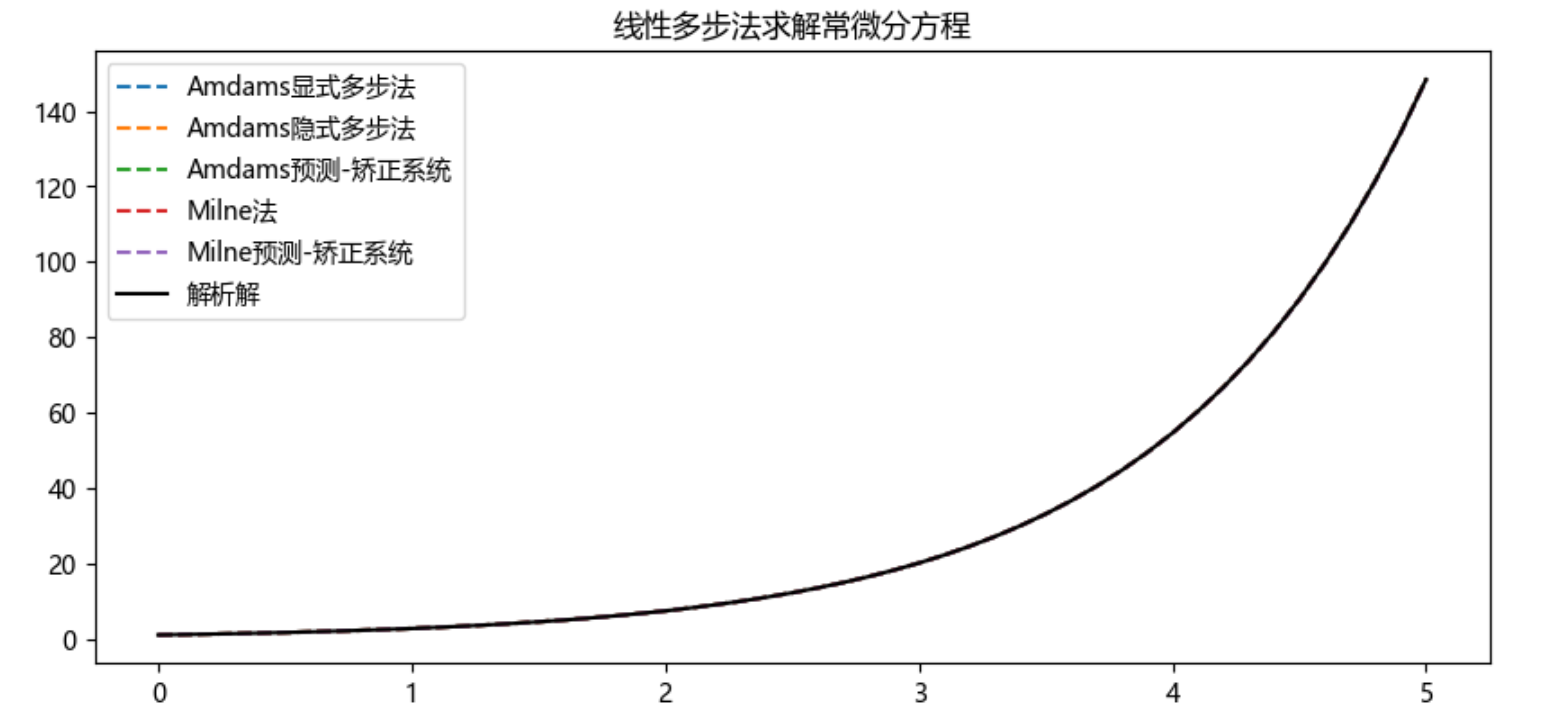 线性多步法求解常微分方程
Amdams显式多步法
Amdams隐式多步法
Amdams预测-矫正系统
Milne法
Milne预测-矫正系统
解析解
140
120
100
80
60
40
20
0
0 1 2 3 4 5